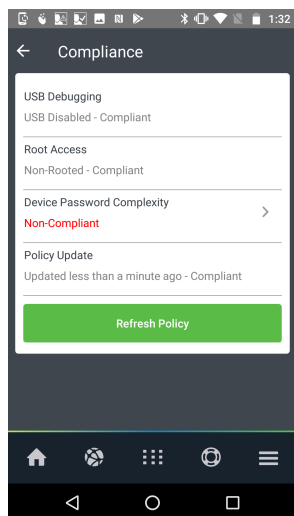 1:32
Compliance
USB Debugging
USB Disabled - Compliant
Root Access
Non-Rooted - Compliant
Device Password Complexity
Non-Compliant
Policy Update
Updated less than a minute ago - Compliant
Refresh Policy